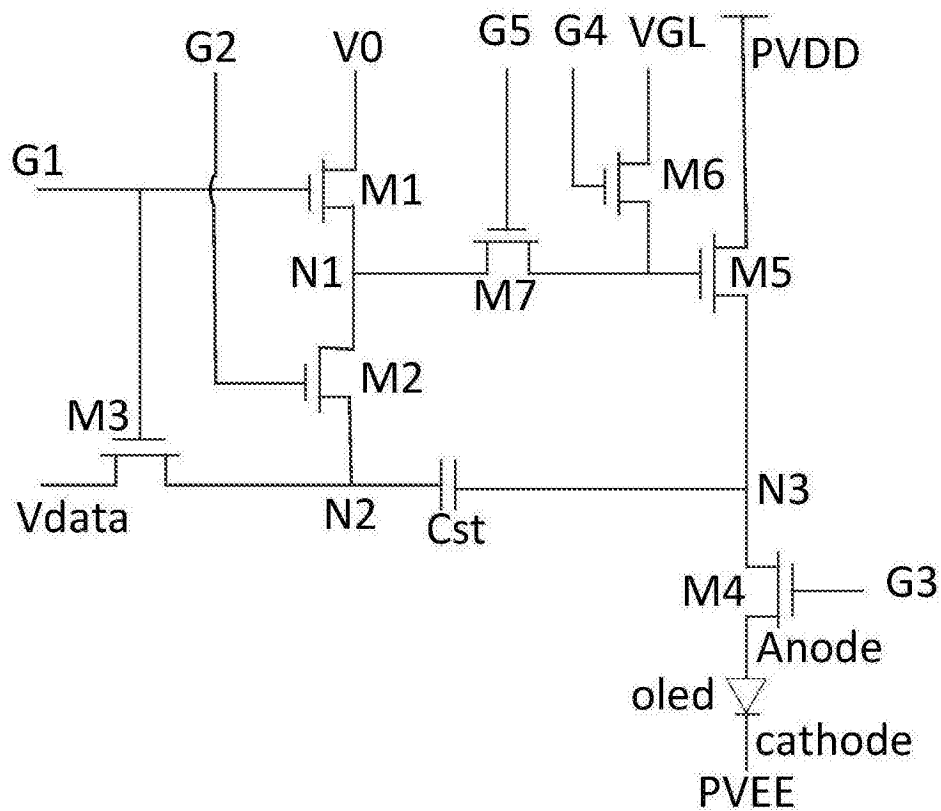 G2
V0
G5
G4
VGL
PVDD
G1
M1
M6
N1
M7
M5
M2
M3
Vdata
N2
Cst
N3
M4
G3
Anode
oled
cathode
PVEE